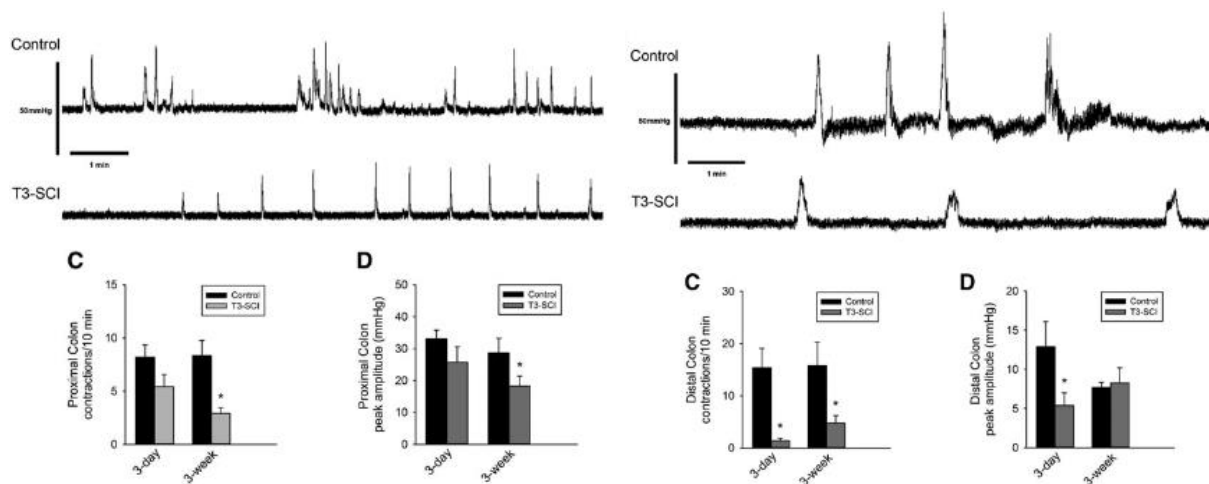 Control
50mmHg
1 min
T3-SCI
Control
50mmHg
1 min
T3-SCI
C
Proximal Colon
contractions/10 min
15
10
5
0
Control
T3-SCI
*
3-day
3-week
D
Proximal Colon
peak amplitude (mmHg)
50
40
30
20
10
0
Control
T3-SCI
*
3-day
3-week
C
Distal Colon
contractions/10 min
30
20
10
0
Control
T3-SCI
*
*
3-day
3-week
D
Distal Colon
peak amplitude (mmHg)
20
15
10
5
0
Control
T3-SCI
*
3-day
3-week